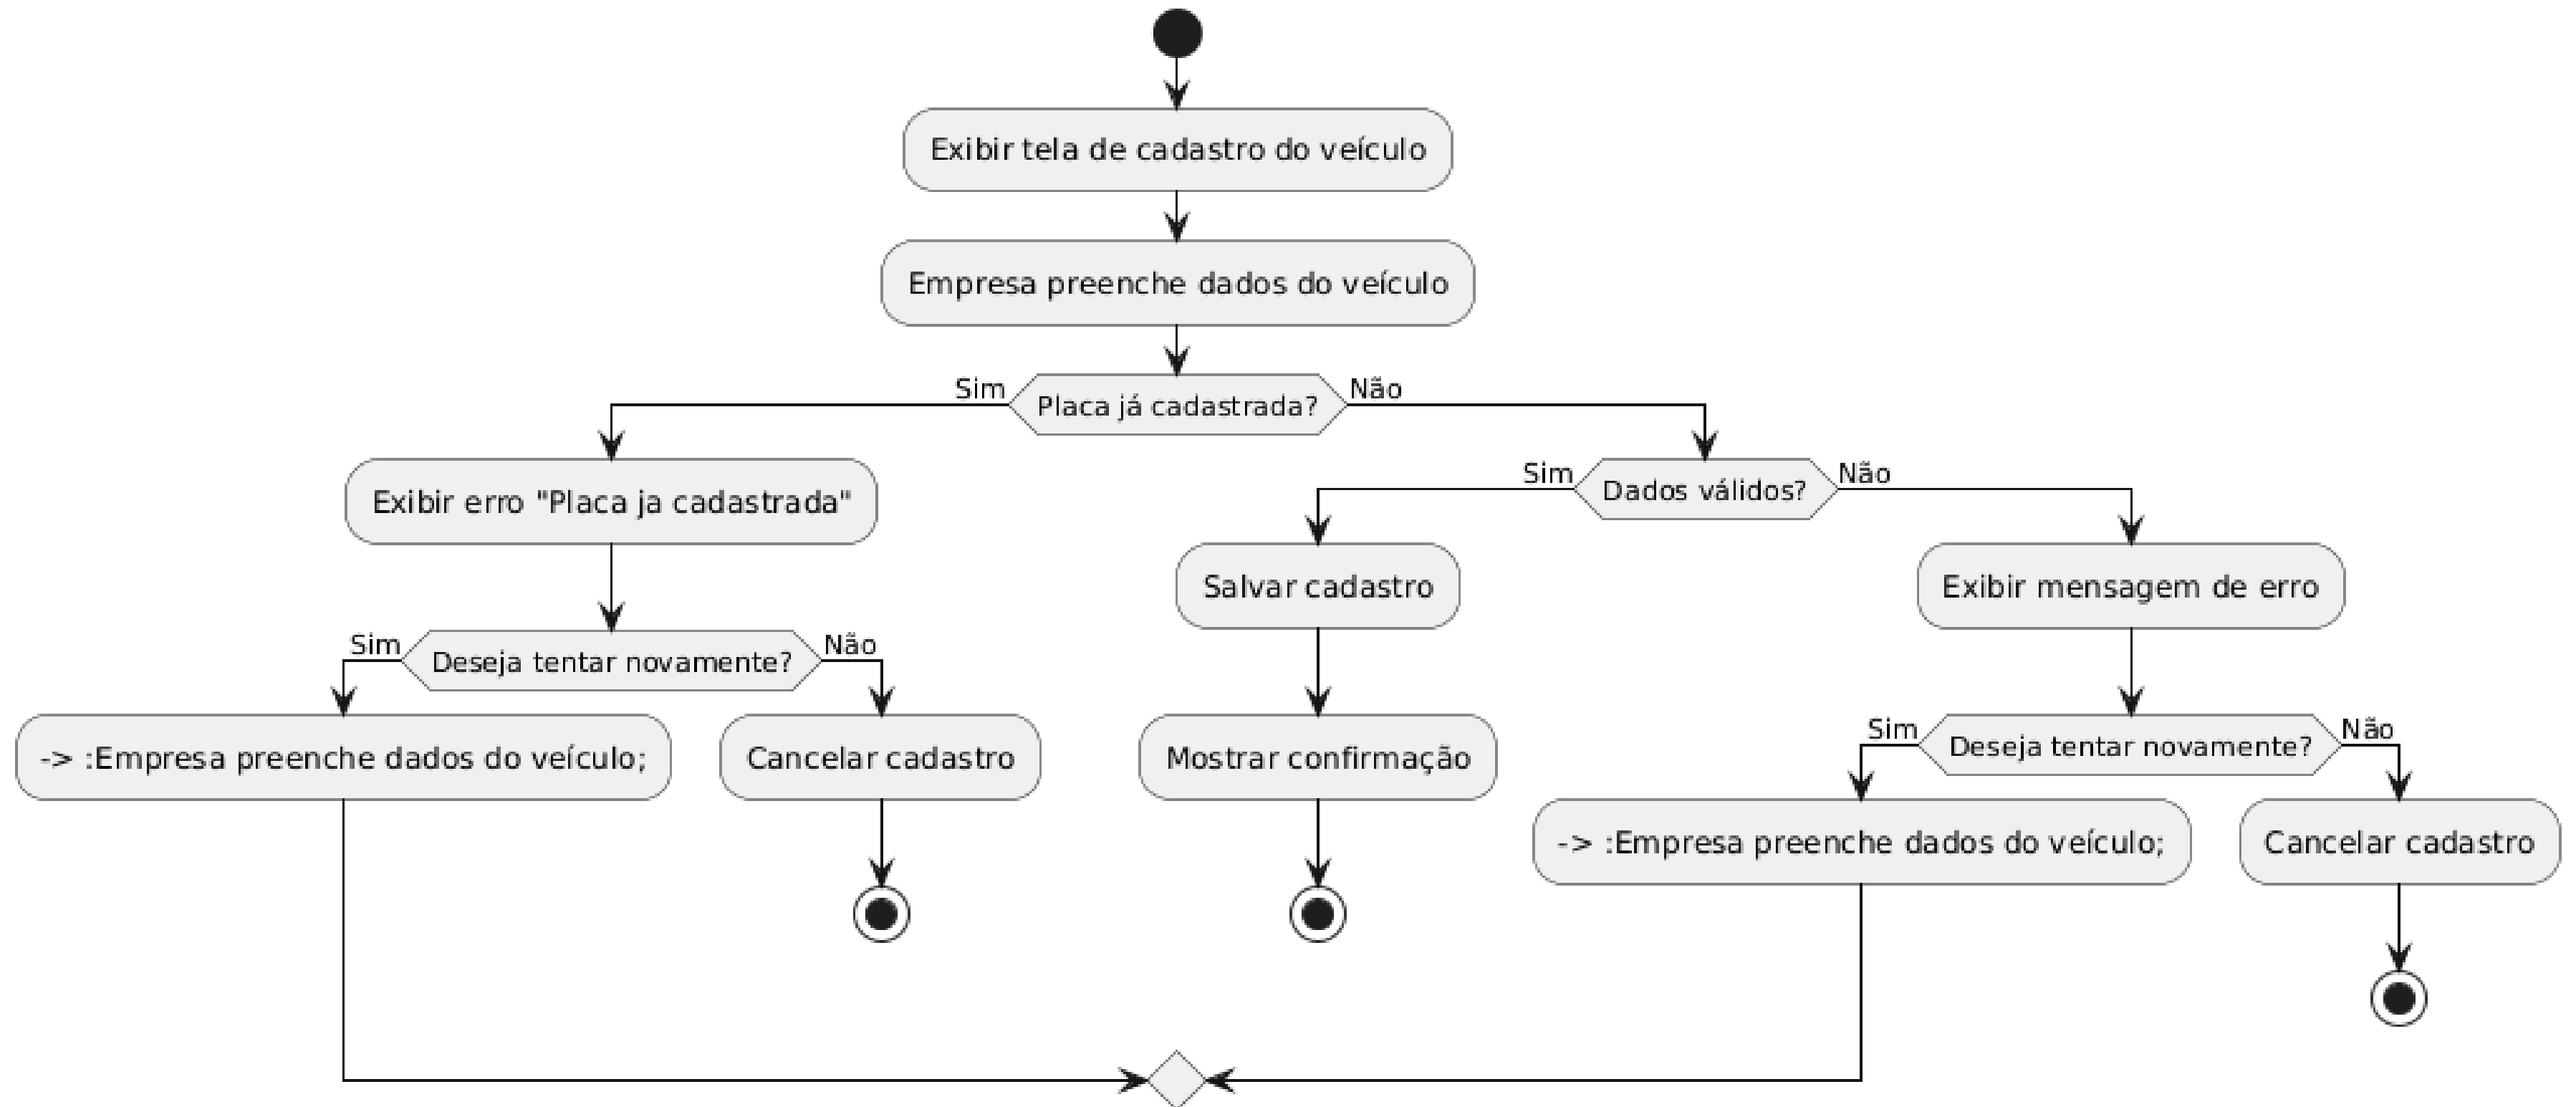 Exibir tela de cadastro do veículo
Empresa preenche dados do veículo
Sim
Placa já cadastrada?
Não
Exibir erro "Placa ja cadastrada"
Sim
Dados válidos?
Não
Salvar cadastro
Exibir mensagem de erro
Sim
Deseja tentar novamente?
Não
-> :Empresa preenche dados do veículo;
Cancelar cadastro
Mostrar confirmação
Sim
Deseja tentar novamente?
Não
-> :Empresa preenche dados do veículo;
Cancelar cadastro